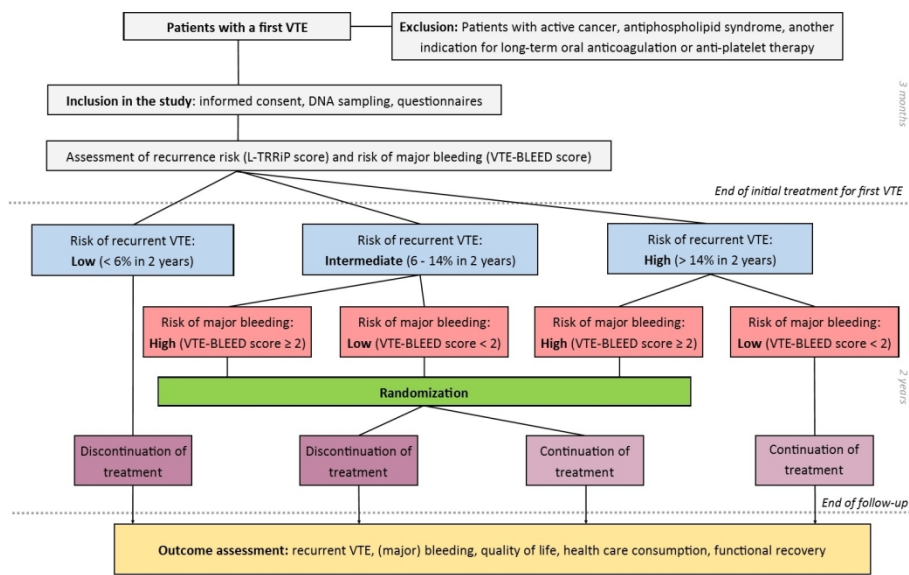 Patients with a first VTE
Exclusion: Patients with active cancer, antiphospholipid syndrome, another
indication for long-term oral anticoagulation or anti-platelet therapy
Inclusion in the study: informed consent, DNA sampling, questionnaires
3 months
Assessment of recurrence risk (L-TRRiP score) and risk of major bleeding (VTE-BLEED score)
End of initial treatment for first VTE
Risk of recurrent VTE:
Low (< 6% in 2 years)
Risk of recurrent VTE:
Intermediate (6 - 14% in 2 years)
Risk of recurrent VTE:
High (> 14% in 2 years)
Risk of major bleeding:
High (VTE-BLEED score ≥ 2)
Risk of major bleeding:
Low (VTE-BLEED score < 2)
Risk of major bleeding:
High (VTE-BLEED score ≥ 2)
Risk of major bleeding:
Low (VTE-BLEED score < 2)
2 years
Randomization
Discontinuation of
treatment
Discontinuation of
treatment
Continuation of
treatment
Continuation of
treatment
End of follow-up
Outcome assessment: recurrent VTE, (major) bleeding, quality of life, health care consumption, functional recovery